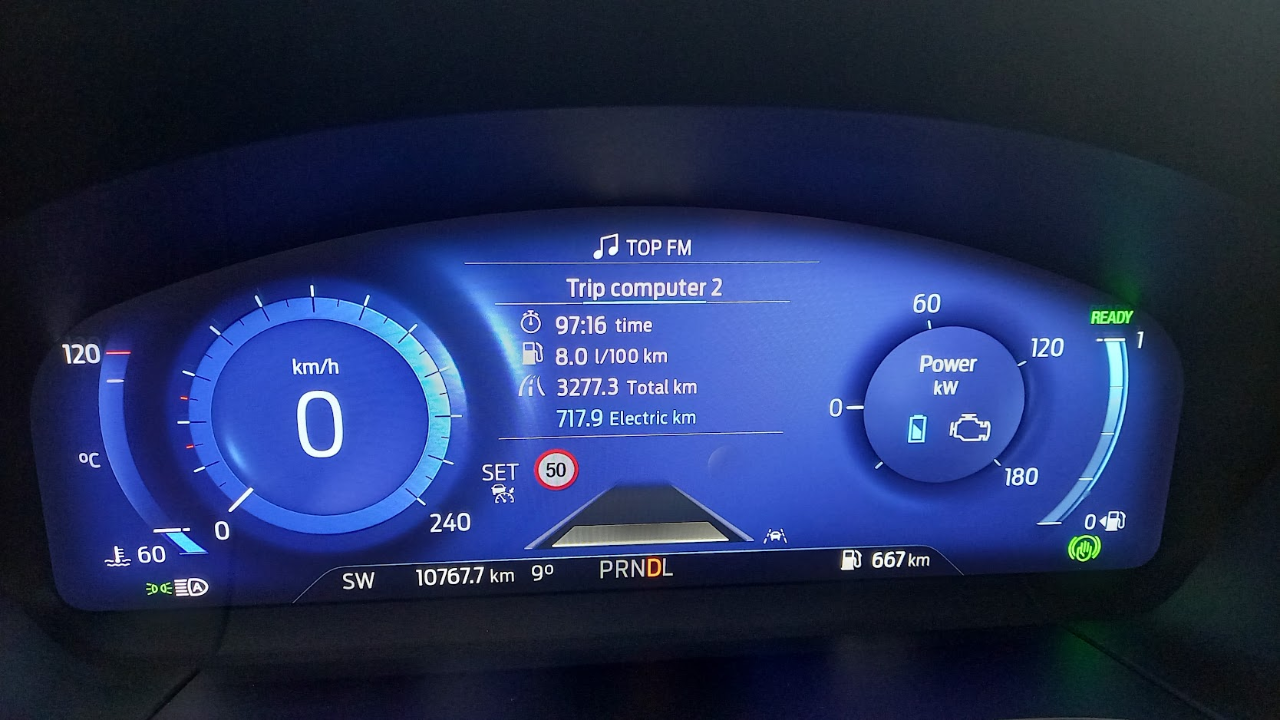 TOP FM
Trip computer 2
97:16 time
8.0 l/100 km
3277.3 Total km
717.9 Electric km
SET 50
120
ºC
60
km/h
0
0
240
60
120
Power
kW
0
180
READY
1
0
SW 10767.7 km 9º PRNDL 667 km
A